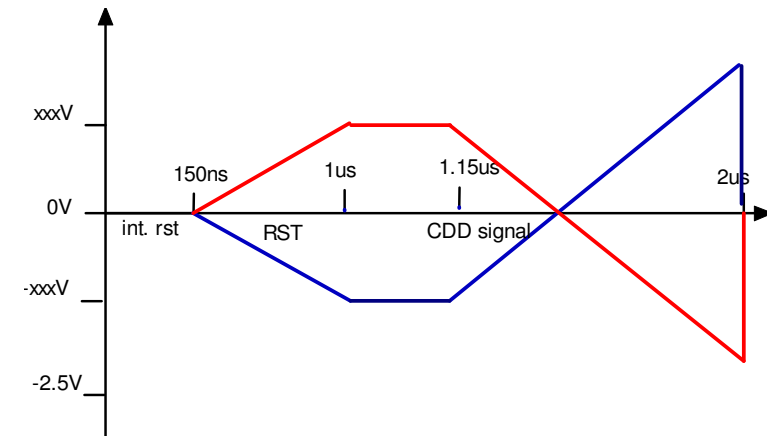 xxxV
150ns
1us
1.15us
2us
0V
int. rst
RST
CDD signal
-xxxV
-2.5V